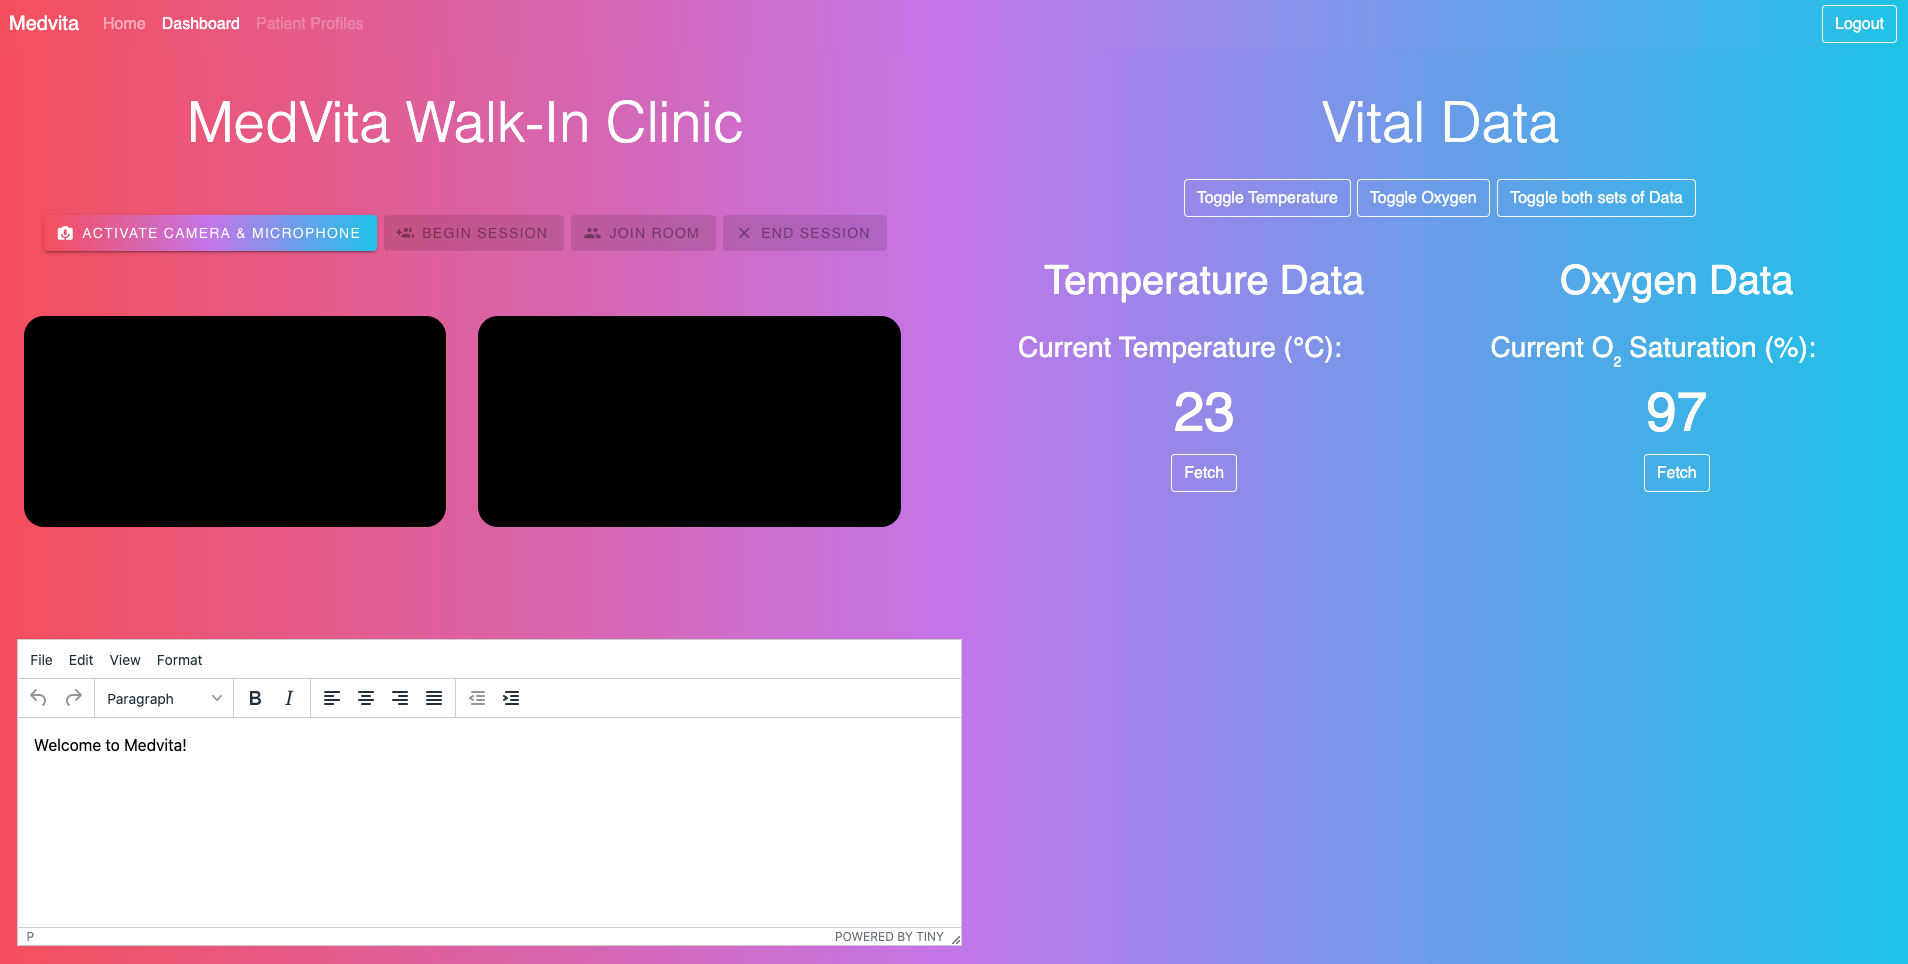 Medvita Home Dashboard Patient Profiles Logout
MedVita Walk-In Clinic
ACTIVATE CAMERA & MICROPHONE BEGIN SESSION JOIN ROOM END SESSION
File Edit View Format
Paragraph B I
Welcome to Medvita!
P POWERED BY TINY
Vital Data
Toggle Temperature Toggle Oxygen Toggle both sets of Data
Temperature Data
Current Temperature (°C):
23
Fetch
Oxygen Data
Current O₂ Saturation (%):
97
Fetch